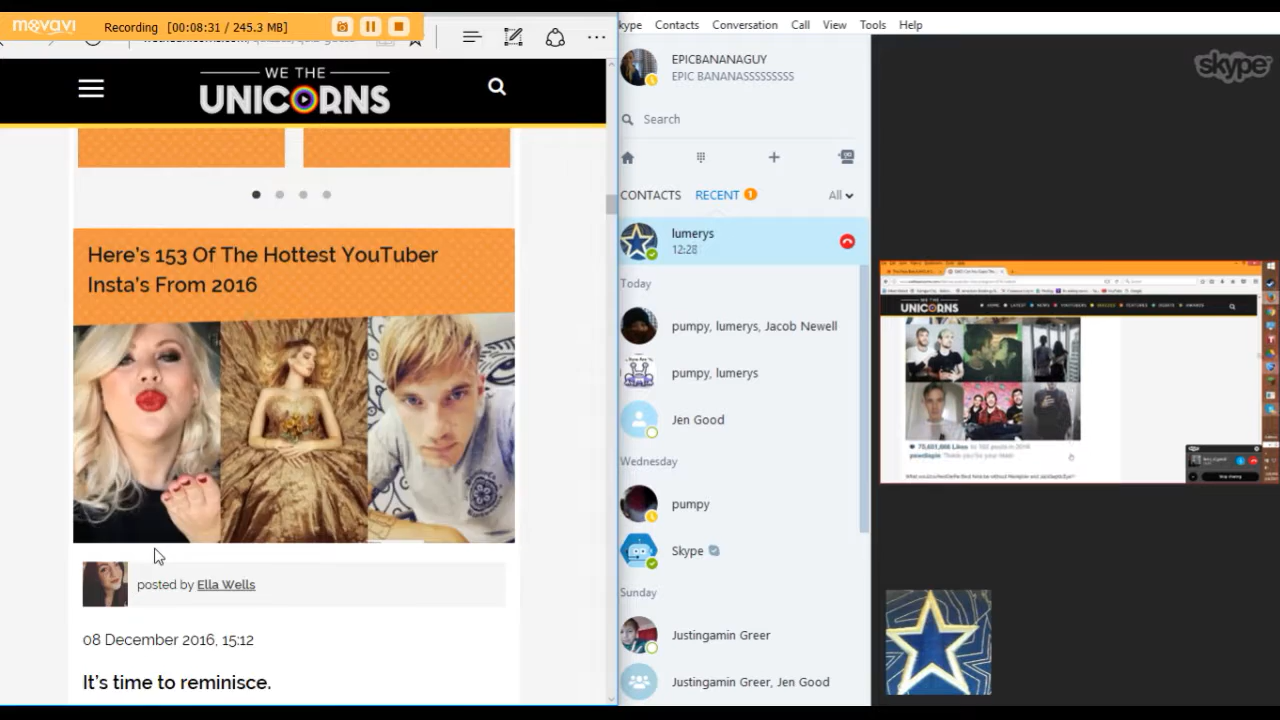 movavi
Recording [00:08:31 / 245.3 MB]
WE THE
UNICORNS
Here's 153 Of The Hottest YouTuber
Insta's From 2016
posted by Ella Wells
08 December 2016, 15:12
It's time to reminisce.
kype Contacts Conversation Call View Tools Help
EPICBANANAGUY
EPIC BANANASSSSSSSSS
Search
CONTACTS RECENT 1 All
lumerys
12:28
Today
pumpy, lumerys, Jacob Newell
pumpy, lumerys
Jen Good
Wednesday
pumpy
Skype
Sunday
Justingamin Greer
Justingamin Greer, Jen Good
skype
WE THE
UNICORNS